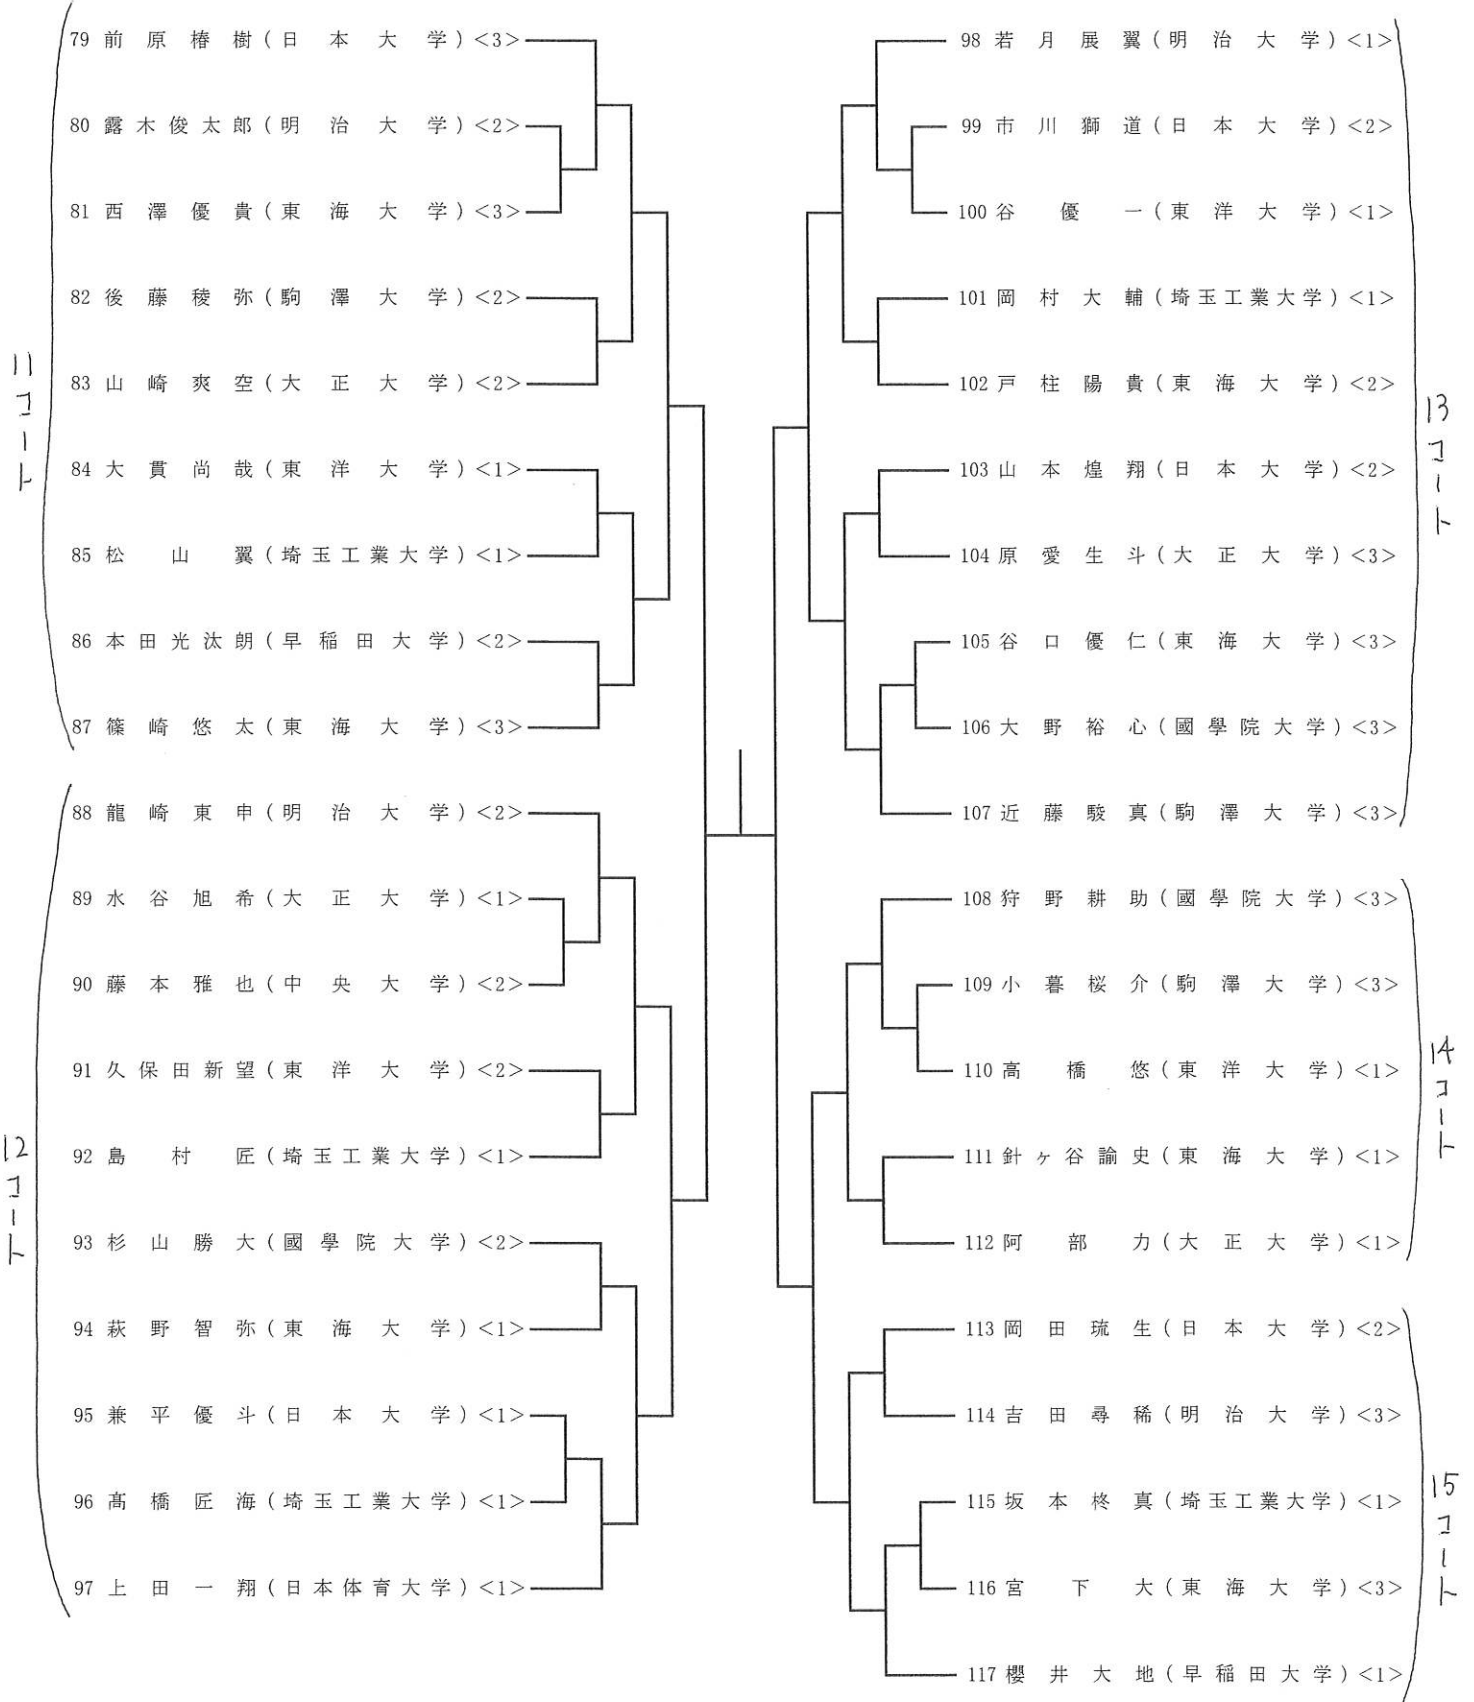 11コート
79 前原椿樹(日本大学)<3>
80 露木俊太郎(明治大学)<2>
81 西澤優貴(東海大学)<3>
82 後藤稜弥(駒澤大学)<2>
83 山崎爽空(大正大学)<2>
84 大貫尚哉(東洋大学)<1>
85 松山翼(埼玉工業大学)<1>
86 本田光汰朗(早稲田大学)<2>
87 篠崎悠太(東海大学)<3>
12コート
88 龍崎東申(明治大学)<2>
89 水谷旭希(大正大学)<1>
90 藤本雅也(中央大学)<2>
91 久保田新望(東洋大学)<2>
92 島村匠(埼玉工業大学)<1>
93 杉山勝大(國學院大学)<2>
94 萩野智弥(東海大学)<1>
95 兼平優斗(日本大学)<1>
96 髙橋匠海(埼玉工業大学)<1>
97 上田一翔(日本体育大学)<1>
13コート
98 若月展翼(明治大学)<1>
99 市川獅道(日本大学)<2>
100 谷優一(東洋大学)<1>
101 岡村大輔(埼玉工業大学)<1>
102 戸柱陽貴(東海大学)<2>
103 山本煌翔(日本大学)<2>
104 原愛生斗(大正大学)<3>
105 谷口優仁(東海大学)<3>
106 大野裕心(國學院大学)<3>
107 近藤駿真(駒澤大学)<3>
14コート
108 狩野耕助(國學院大学)<3>
109 小暮桜介(駒澤大学)<3>
110 高橋悠(東洋大学)<1>
111 針ヶ谷諭史(東海大学)<1>
112 阿部力(大正大学)<1>
15コート
113 岡田琉生(日本大学)<2>
114 吉田尋稀(明治大学)<3>
115 坂本柊真(埼玉工業大学)<1>
116 宮下大(東海大学)<3>
117 櫻井大地(早稲田大学)<1>